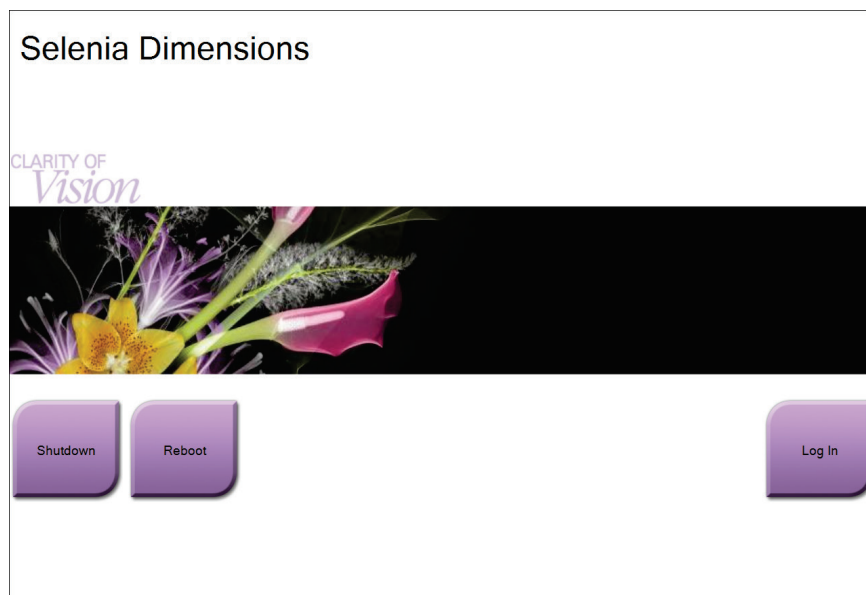 Selenia Dimensions
CLARITY OF
Vision
Shutdown
Reboot
Log In